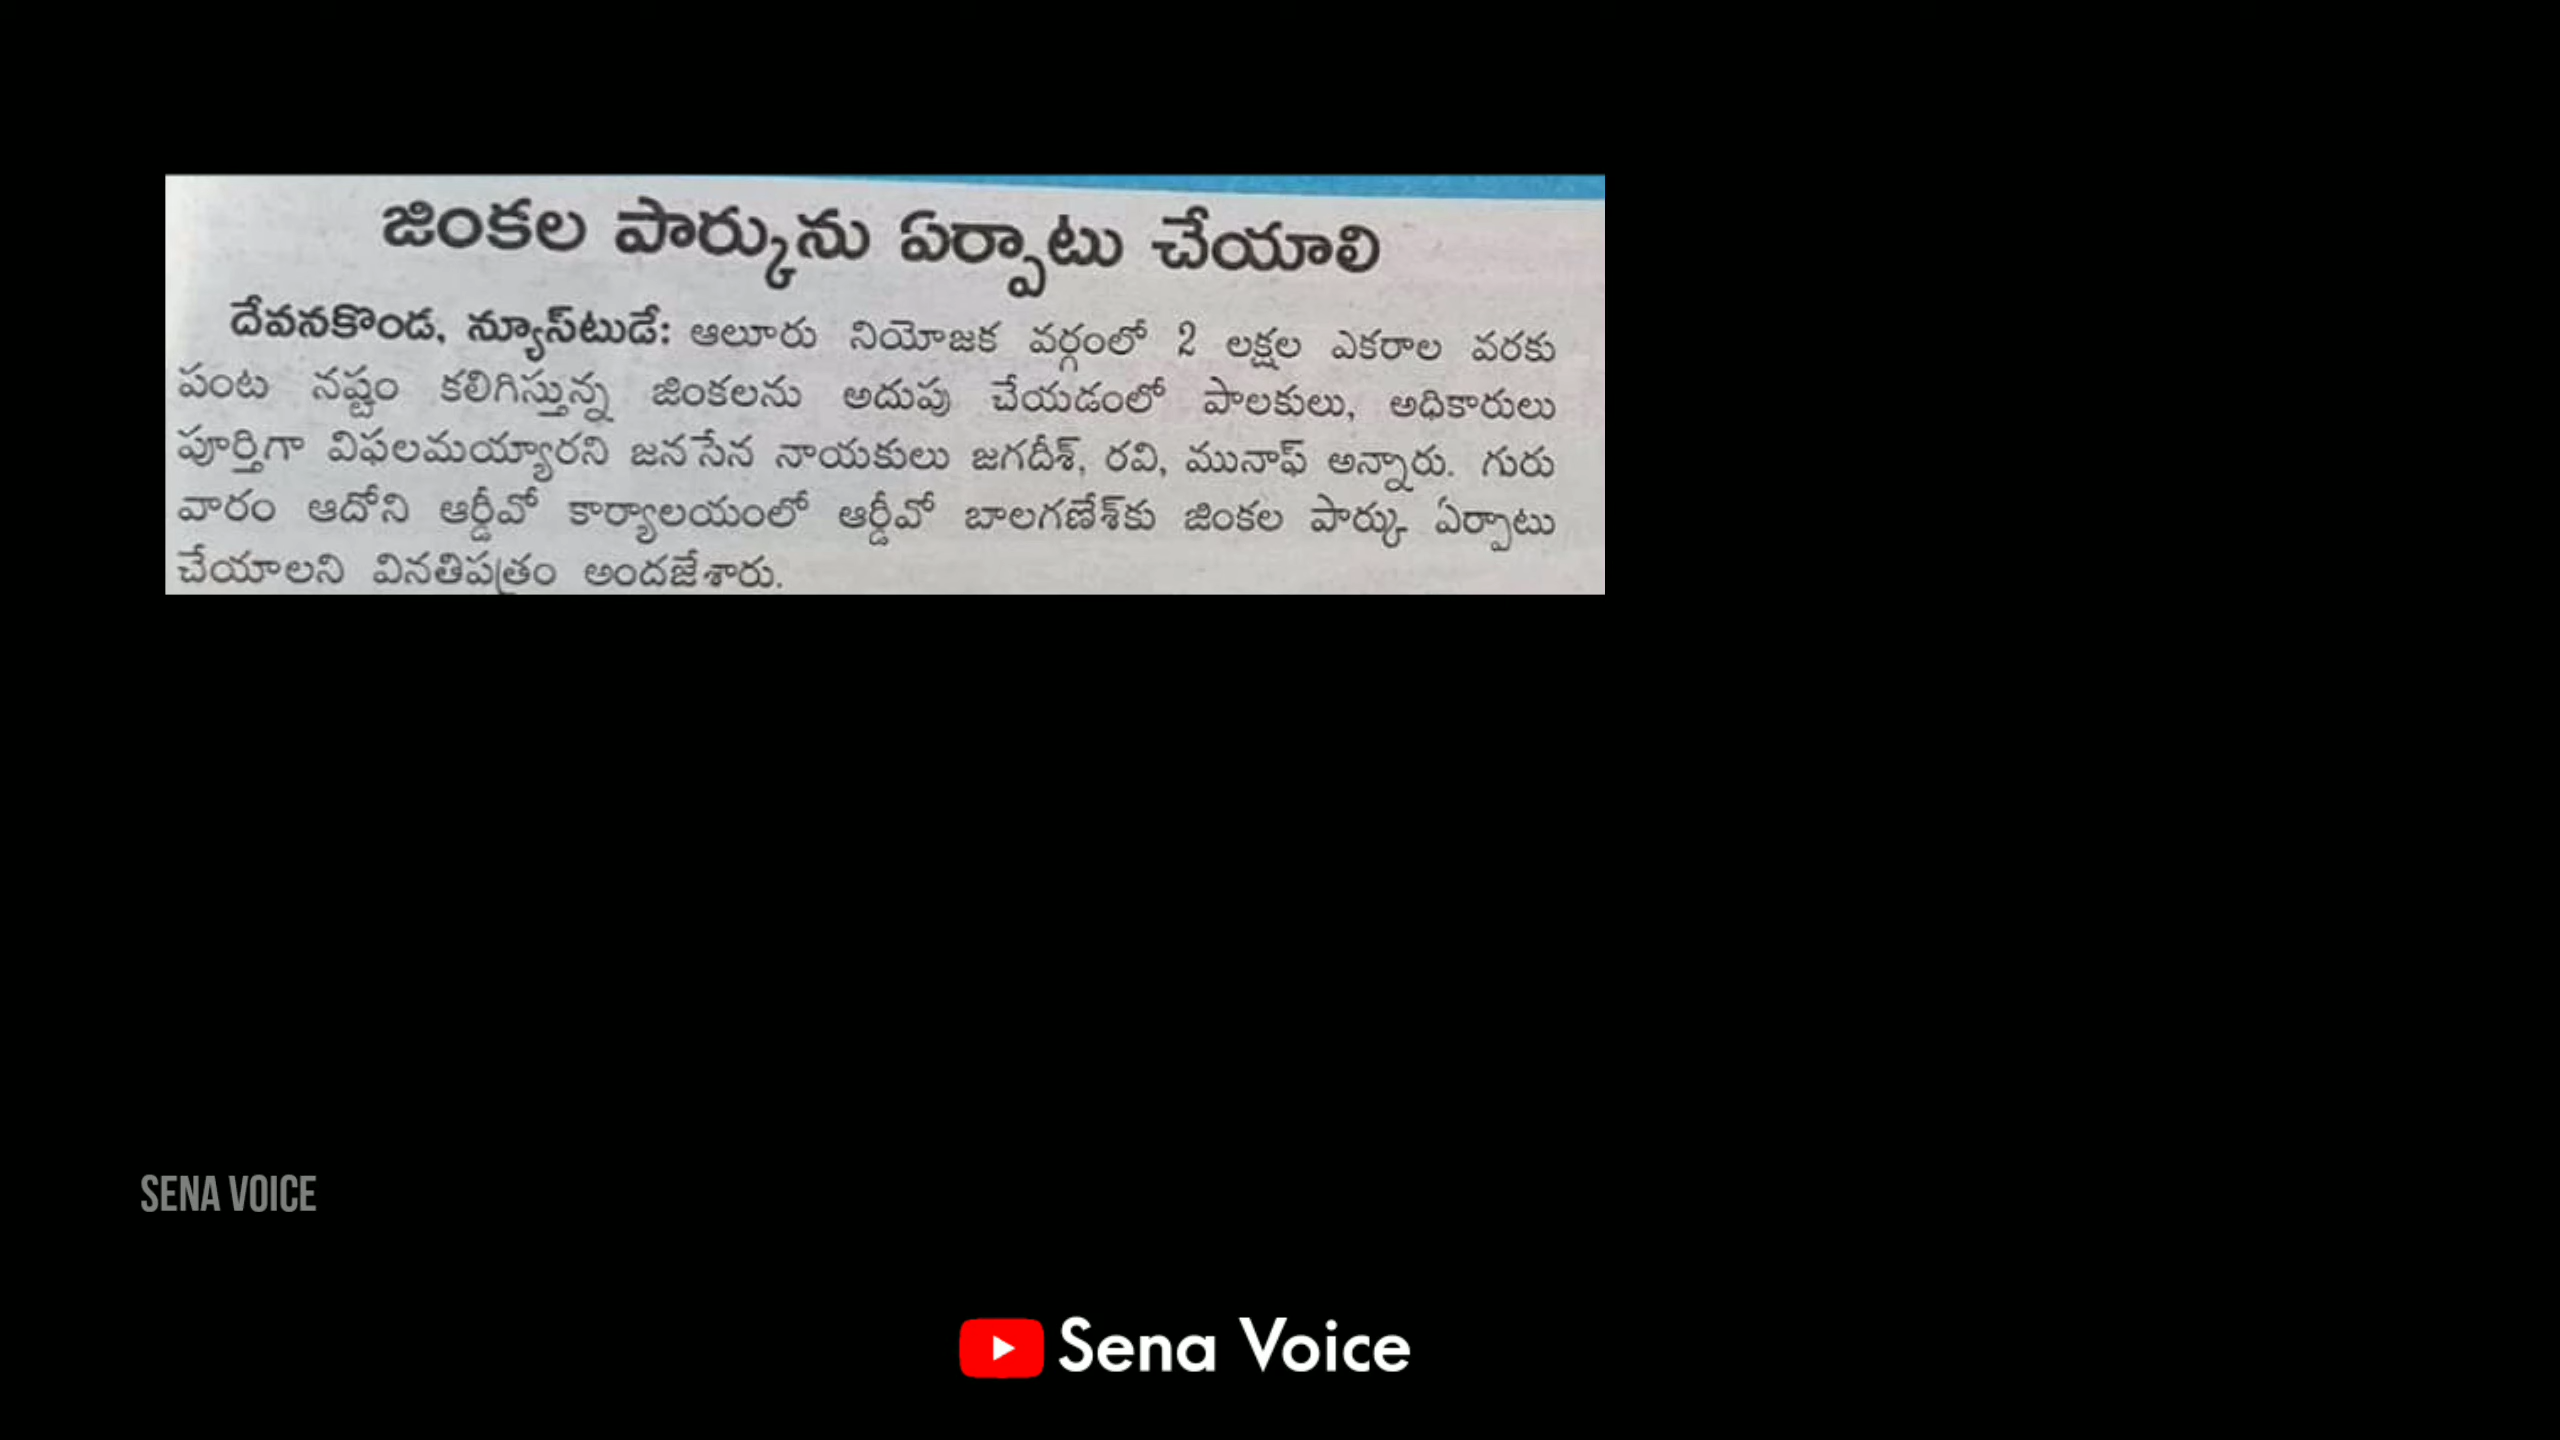 జింకల పార్కును ఏర్పాటు చేయాలి
దేవనకొండ, న్యూస్‌టుడే: ఆలూరు నియోజక వర్గంలో 2 లక్షల ఎకరాల వరకు
పంట నష్టం కలిగిస్తున్న జింకలను అదుపు చేయడంలో పాలకులు, అధికారులు
పూర్తిగా విఫలమయ్యారని జనసేన నాయకులు జగదీశ్, రవి, మునాఫ్ అన్నారు. గురు
వారం ఆదోని ఆర్డీవో కార్యాలయంలో ఆర్డీవో బాలగణేశ్‌కు జింకల పార్కు ఏర్పాటు
చేయాలని వినతిపత్రం అందజేశారు.
SENA VOICE
Sena Voice